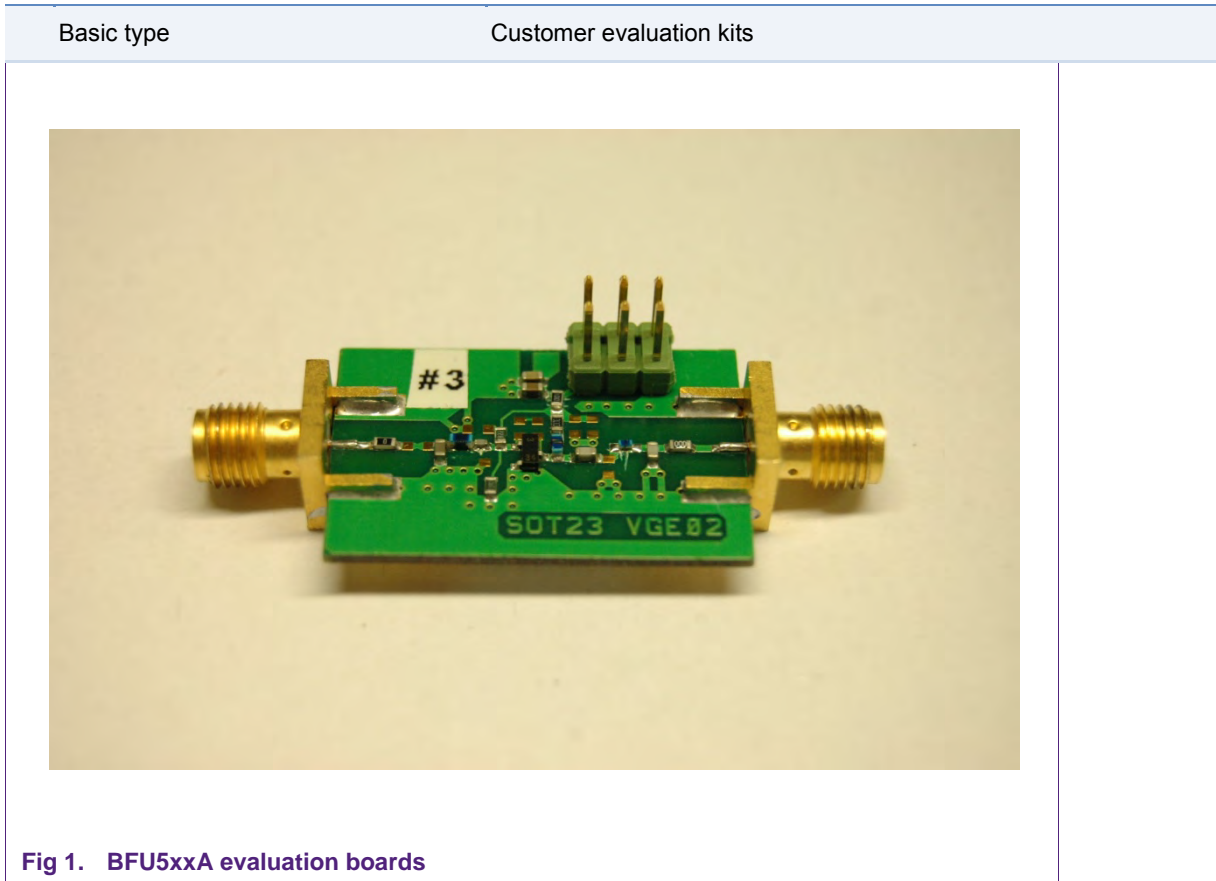 Basic type Customer evaluation kits
#3
SOT23 VGE02
Fig 1. BFU5xxA evaluation boards